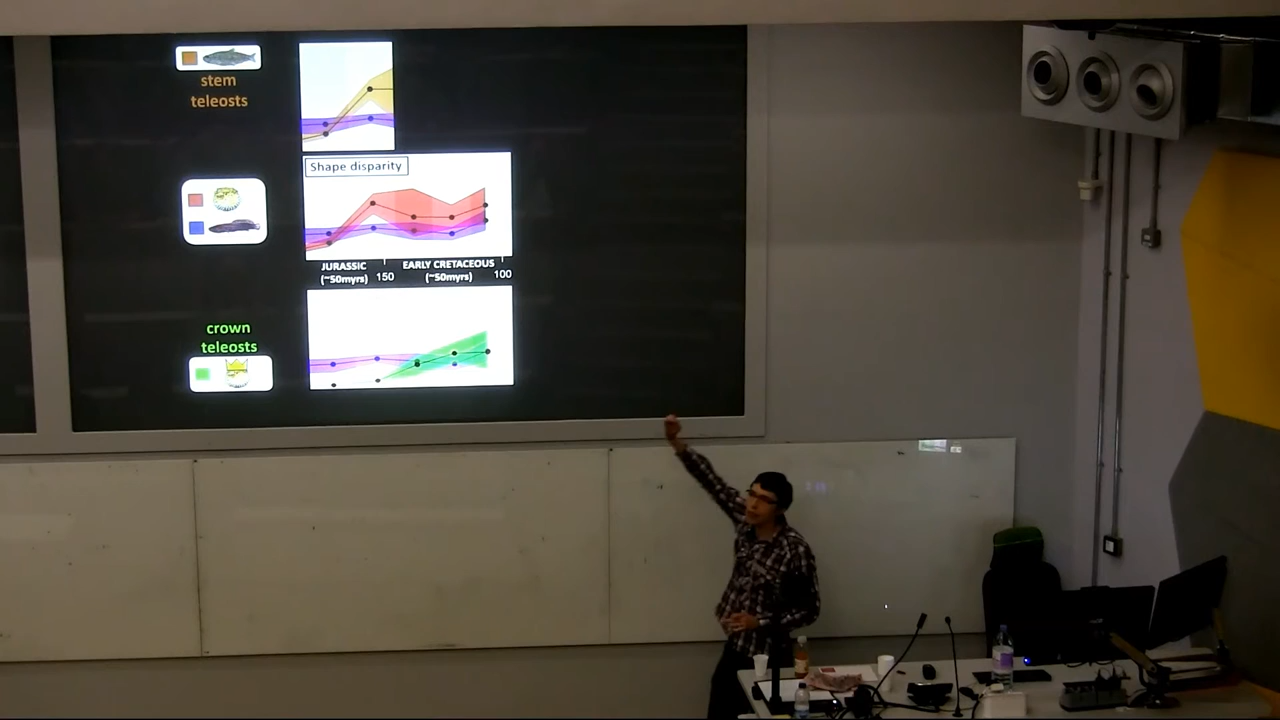 stem
teleosts
Shape disparity
JURASSIC
(~50myrs)
150
EARLY CRETACEOUS
(~50myrs)
100
crown
teleosts